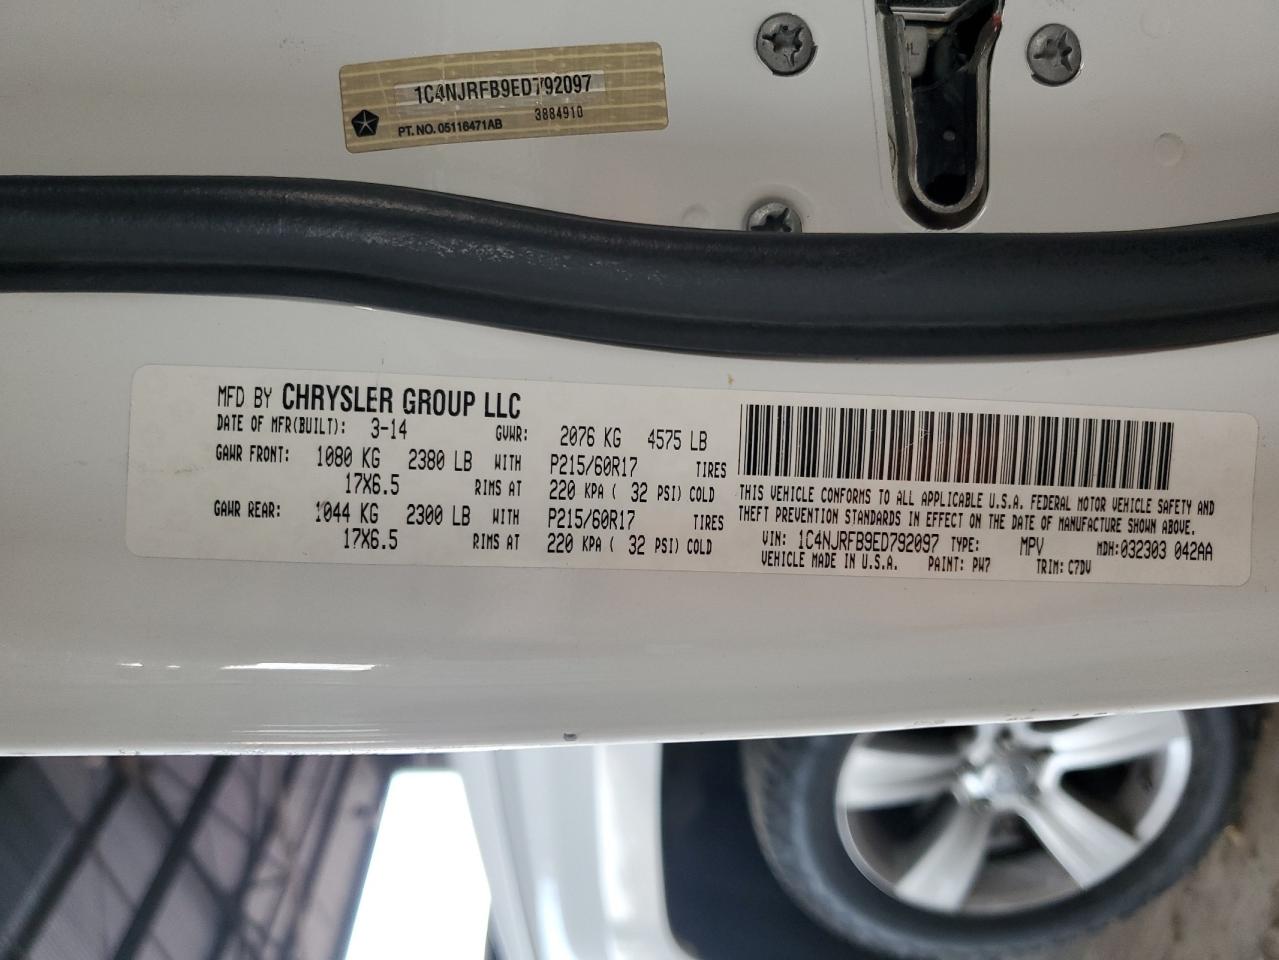 1C4NJRFB9ED792097
PT. NO. 05116471AB 3884910
MFD BY CHRYSLER GROUP LLC
DATE OF MFR(BUILT): 3-14 GVWR: 2076 KG 4575 LB
GAWR FRONT: 1080 KG 2380 LB WITH P215/60R17 TIRES
17X6.5 RIMS AT 220 KPA ( 32 PSI) COLD
GAWR REAR: 1044 KG 2300 LB WITH P215/60R17 TIRES
17X6.5 RIMS AT 220 KPA ( 32 PSI) COLD
THIS VEHICLE CONFORMS TO ALL APPLICABLE U.S.A. FEDERAL MOTOR VEHICLE SAFETY AND
THEFT PREVENTION STANDARDS IN EFFECT ON THE DATE OF MANUFACTURE SHOWN ABOVE.
VIN: 1C4NJRFB9ED792097 TYPE: MPV MDH:032303 042AA
VEHICLE MADE IN U.S.A. PAINT: PW7 TRIM: C7DV